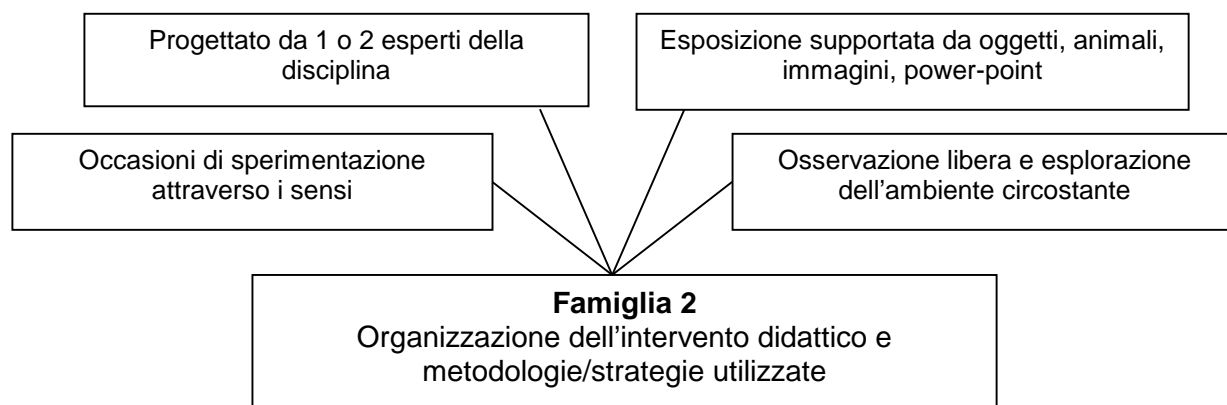 Progettato da 1 o 2 esperti della
disciplina
Esposizione supportata da oggetti, animali,
immagini, power-point
Occasioni di sperimentazione
attraverso i sensi
Osservazione libera e esplorazione
dell’ambiente circostante
Famiglia 2
Organizzazione dell’intervento didattico e
metodologie/strategie utilizzate